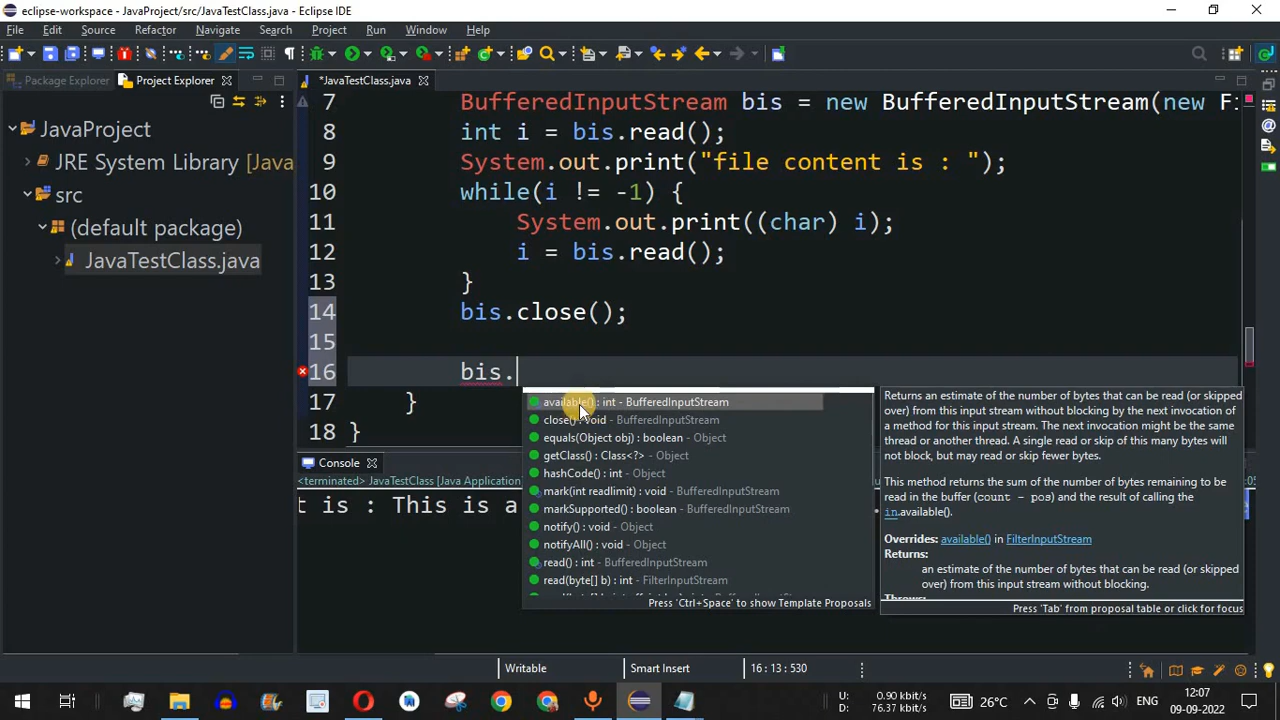 eclipse-workspace - JavaProject/src/JavaTestClass.java - Eclipse IDE
File Edit Source Refactor Navigate Search Project Run Window Help
Package Explorer Project Explorer *JavaTestClass.java
JavaProject
JRE System Library [Java
src
(default package)
JavaTestClass.java
7 BufferedInputStream bis = new BufferedInputStream(new Fi
8 int i = bis.read();
9 System.out.print("file content is : ");
10 while(i != -1) {
11 System.out.print((char) i);
12 i = bis.read();
13 }
14 bis.close();
15
16 bis.
17 }
18 }
available() : int - BufferedInputStream
close() : void - BufferedInputStream
equals(Object obj) : boolean - Object
getClass() : Class<?> - Object
hashCode() : int - Object
mark(int readlimit) : void - BufferedInputStream
markSupported() : boolean - BufferedInputStream
notify() : void - Object
notifyAll() : void - Object
read() : int - BufferedInputStream
read(byte[] b) : int - FilterInputStream
Press 'Ctrl+Space' to show Template Proposals
Returns an estimate of the number of bytes that can be read (or skipped
over) from this input stream without blocking by the next invocation of
a method for this input stream. The next invocation might be the same
thread or another thread. A single read or skip of this many bytes will
not block, but may read or skip fewer bytes.
This method returns the sum of the number of bytes remaining to be
read in the buffer (count - pos) and the result of calling the
in.available().
Overrides: available() in FilterInputStream
Returns:
an estimate of the number of bytes that can be read (or skipped
over) from this input stream without blocking.
Throws:
Press 'Tab' from proposal table or click for focus
Console
<terminated> JavaTestClass [Java Application]
t is : This is a
Writable Smart Insert 16 : 13 : 530
U: 0.90 kbit/s
D: 76.37 kbit/s
26°C
ENG
12:07
09-09-2022